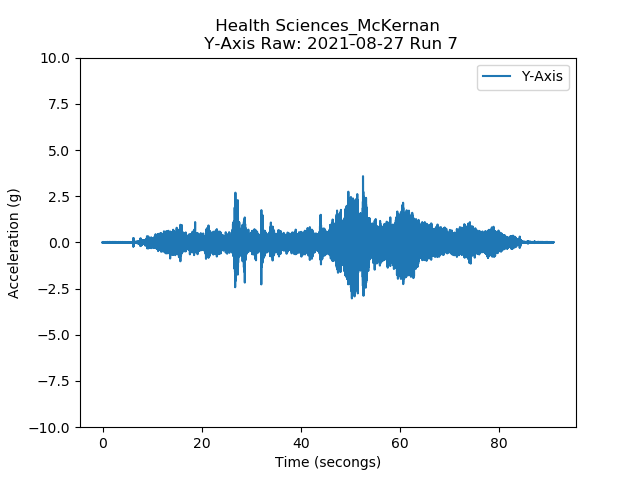 Health Sciences_McKernan
Y-Axis Raw: 2021-08-27 Run 7
Y-Axis
10.0
7.5
5.0
2.5
0.0
−2.5
−5.0
−7.5
−10.0
Acceleration (g)
0 20 40 60 80
Time (secongs)